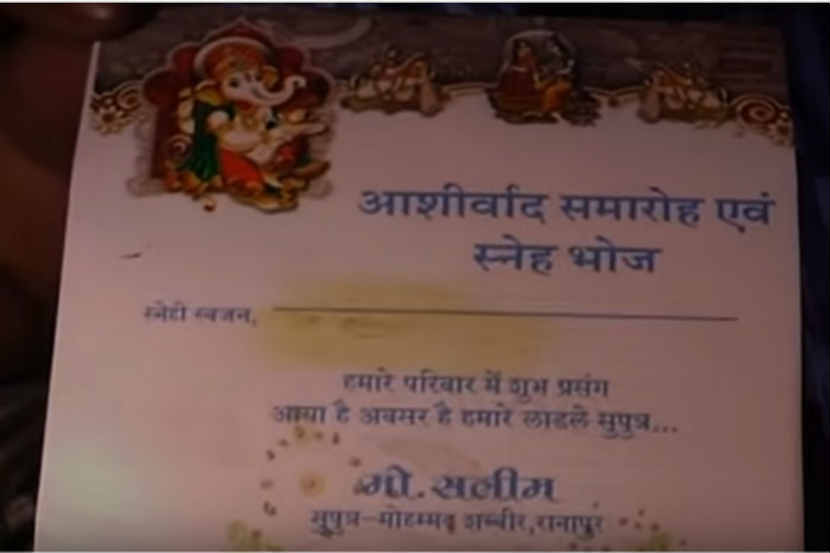 आशीर्वाद समारोह एवं
स्नेह भोज
स्नेही स्वजन,
हमारे परिवार में शुभ प्रसंग
आया है अवसर है हमारे लाडले सुपुत्र...
मो. सलीम
सुपुत्र-मोहम्मद शब्बीर, रानापुर